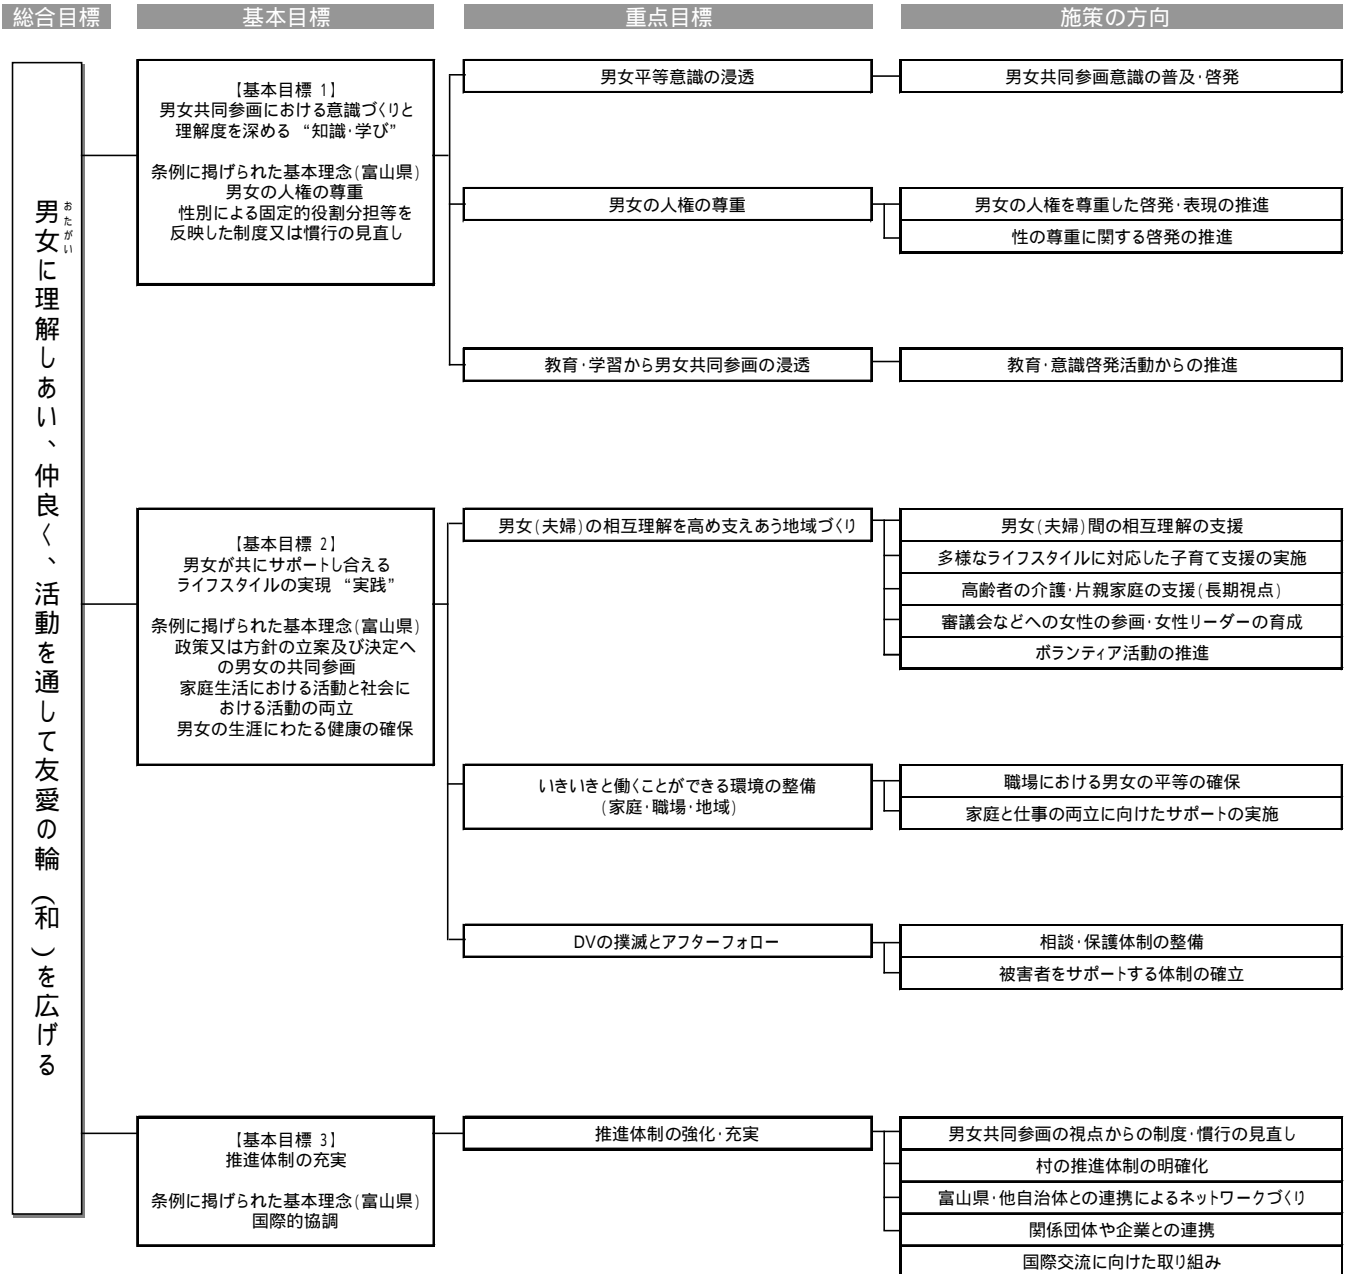 総合目標
基本目標
重点目標
施策の方向
男女に理解しあい、仲良く、活動を通して友愛の輪(和)を広げる
おたがい
【基本目標 1】
男女共同参画における意識づくりと
理解度を深める “知識・学び”
条例に掲げられた基本理念(富山県)
男女の人権の尊重
性別による固定的役割分担等を
反映した制度又は慣行の見直し
男女平等意識の浸透
男女共同参画意識の普及・啓発
男女の人権の尊重
男女の人権を尊重した啓発・表現の推進
性の尊重に関する啓発の推進
教育・学習から男女共同参画の浸透
教育・意識啓発活動からの推進
【基本目標 2】
男女が共にサポートし合える
ライフスタイルの実現 “実践”
条例に掲げられた基本理念(富山県)
政策又は方針の立案及び決定へ
の男女の共同参画
家庭生活における活動と社会に
おける活動の両立
男女の生涯にわたる健康の確保
男女(夫婦)の相互理解を高め支えあう地域づくり
男女(夫婦)間の相互理解の支援
多様なライフスタイルに対応した子育て支援の実施
高齢者の介護・片親家庭の支援(長期視点)
審議会などへの女性の参画・女性リーダーの育成
ボランティア活動の推進
いきいきと働くことができる環境の整備
(家庭・職場・地域)
職場における男女の平等の確保
家庭と仕事の両立に向けたサポートの実施
DVの撲滅とアフターフォロー
相談・保護体制の整備
被害者をサポートする体制の確立
【基本目標 3】
推進体制の充実
条例に掲げられた基本理念(富山県)
国際的協調
推進体制の強化・充実
男女共同参画の視点からの制度・慣行の見直し
村の推進体制の明確化
富山県・他自治体との連携によるネットワークづくり
関係団体や企業との連携
国際交流に向けた取り組み